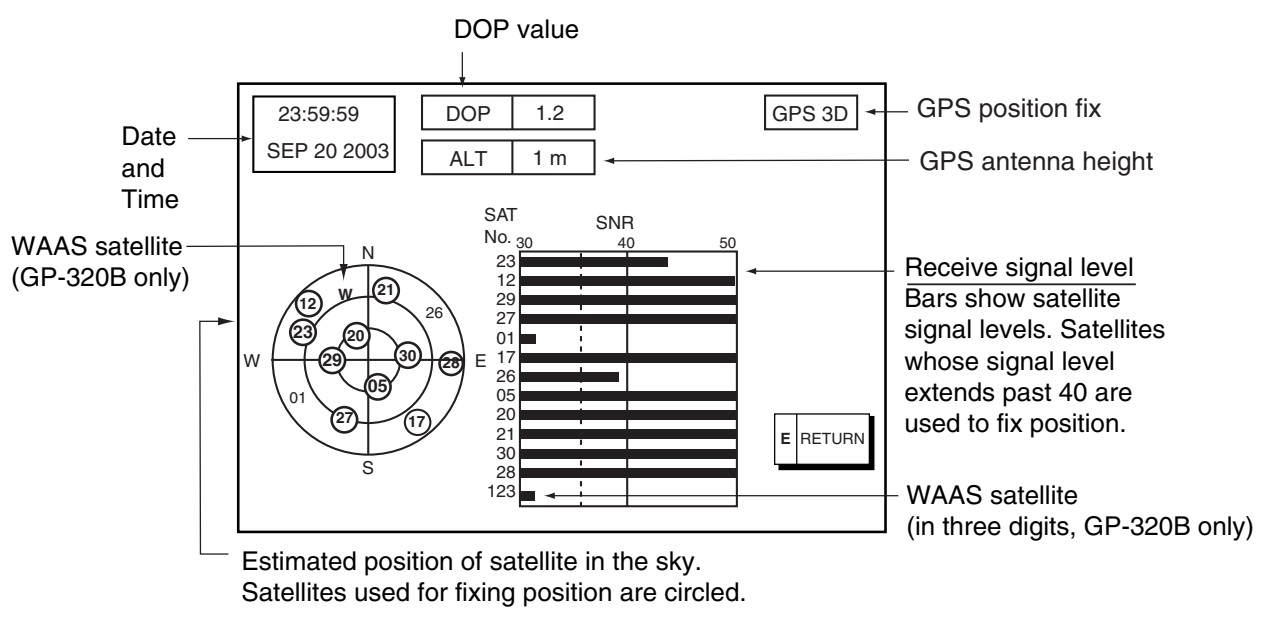 DOP value
23:59:59
SEP 20 2003
DOP 1.2
ALT 1 m
GPS 3D
GPS position fix
GPS antenna height
Date
and
Time
WAAS satellite
(GP-320B only)
N
W
E
S
12
W
21
26
23
20
29
30
28
05
01
27
17
SAT
No.
SNR
30 40 50
23
12
29
27
01
17
26
05
20
21
30
28
123
Receive signal level
Bars show satellite
signal levels. Satellites
whose signal level
extends past 40 are
used to fix position.
E RETURN
WAAS satellite
(in three digits, GP-320B only)
Estimated position of satellite in the sky.
Satellites used for fixing position are circled.